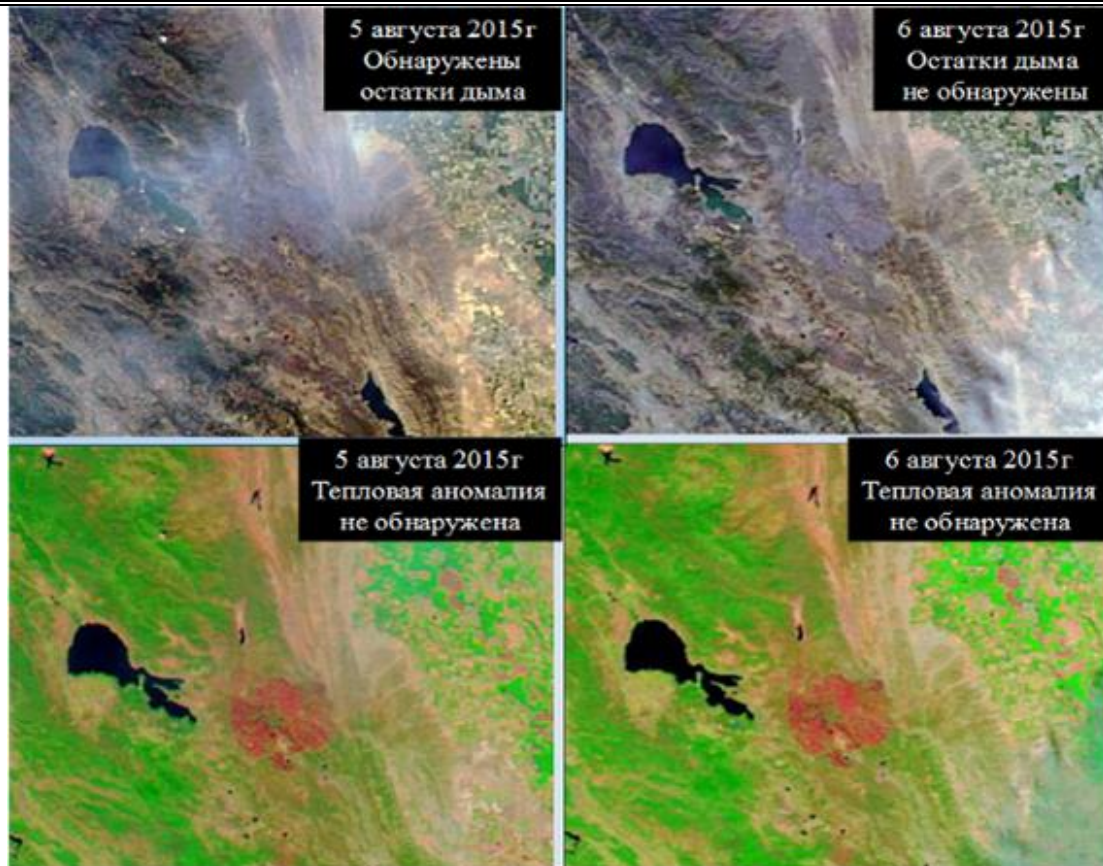 5 августа 2015г
Обнаружены
остатки дыма
6 августа 2015г
Остатки дыма
не обнаружены
5 августа 2015г
Тепловая аномалия
не обнаружена
6 августа 2015г
Тепловая аномалия
не обнаружена